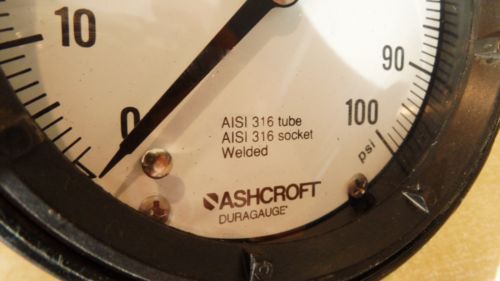 10
90
0
100
psi
AISI 316 tube
AISI 316 socket
Welded
ASHCROFT
DURAGAUGE